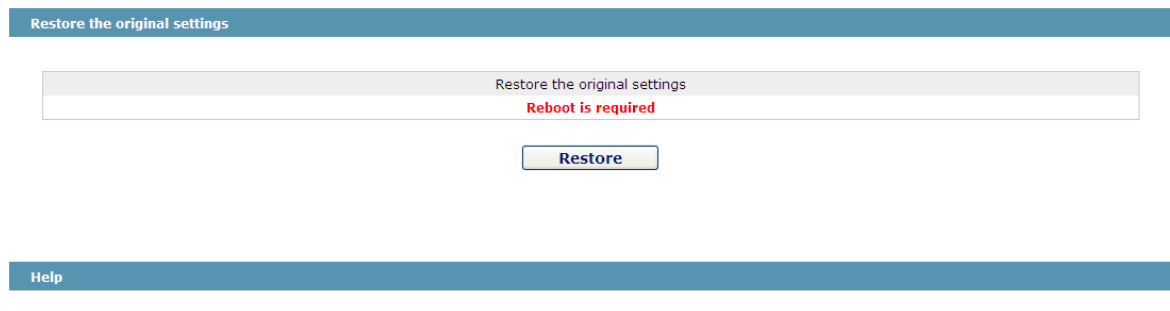 Restore the original settings
Restore the original settings
Reboot is required
Restore
Help